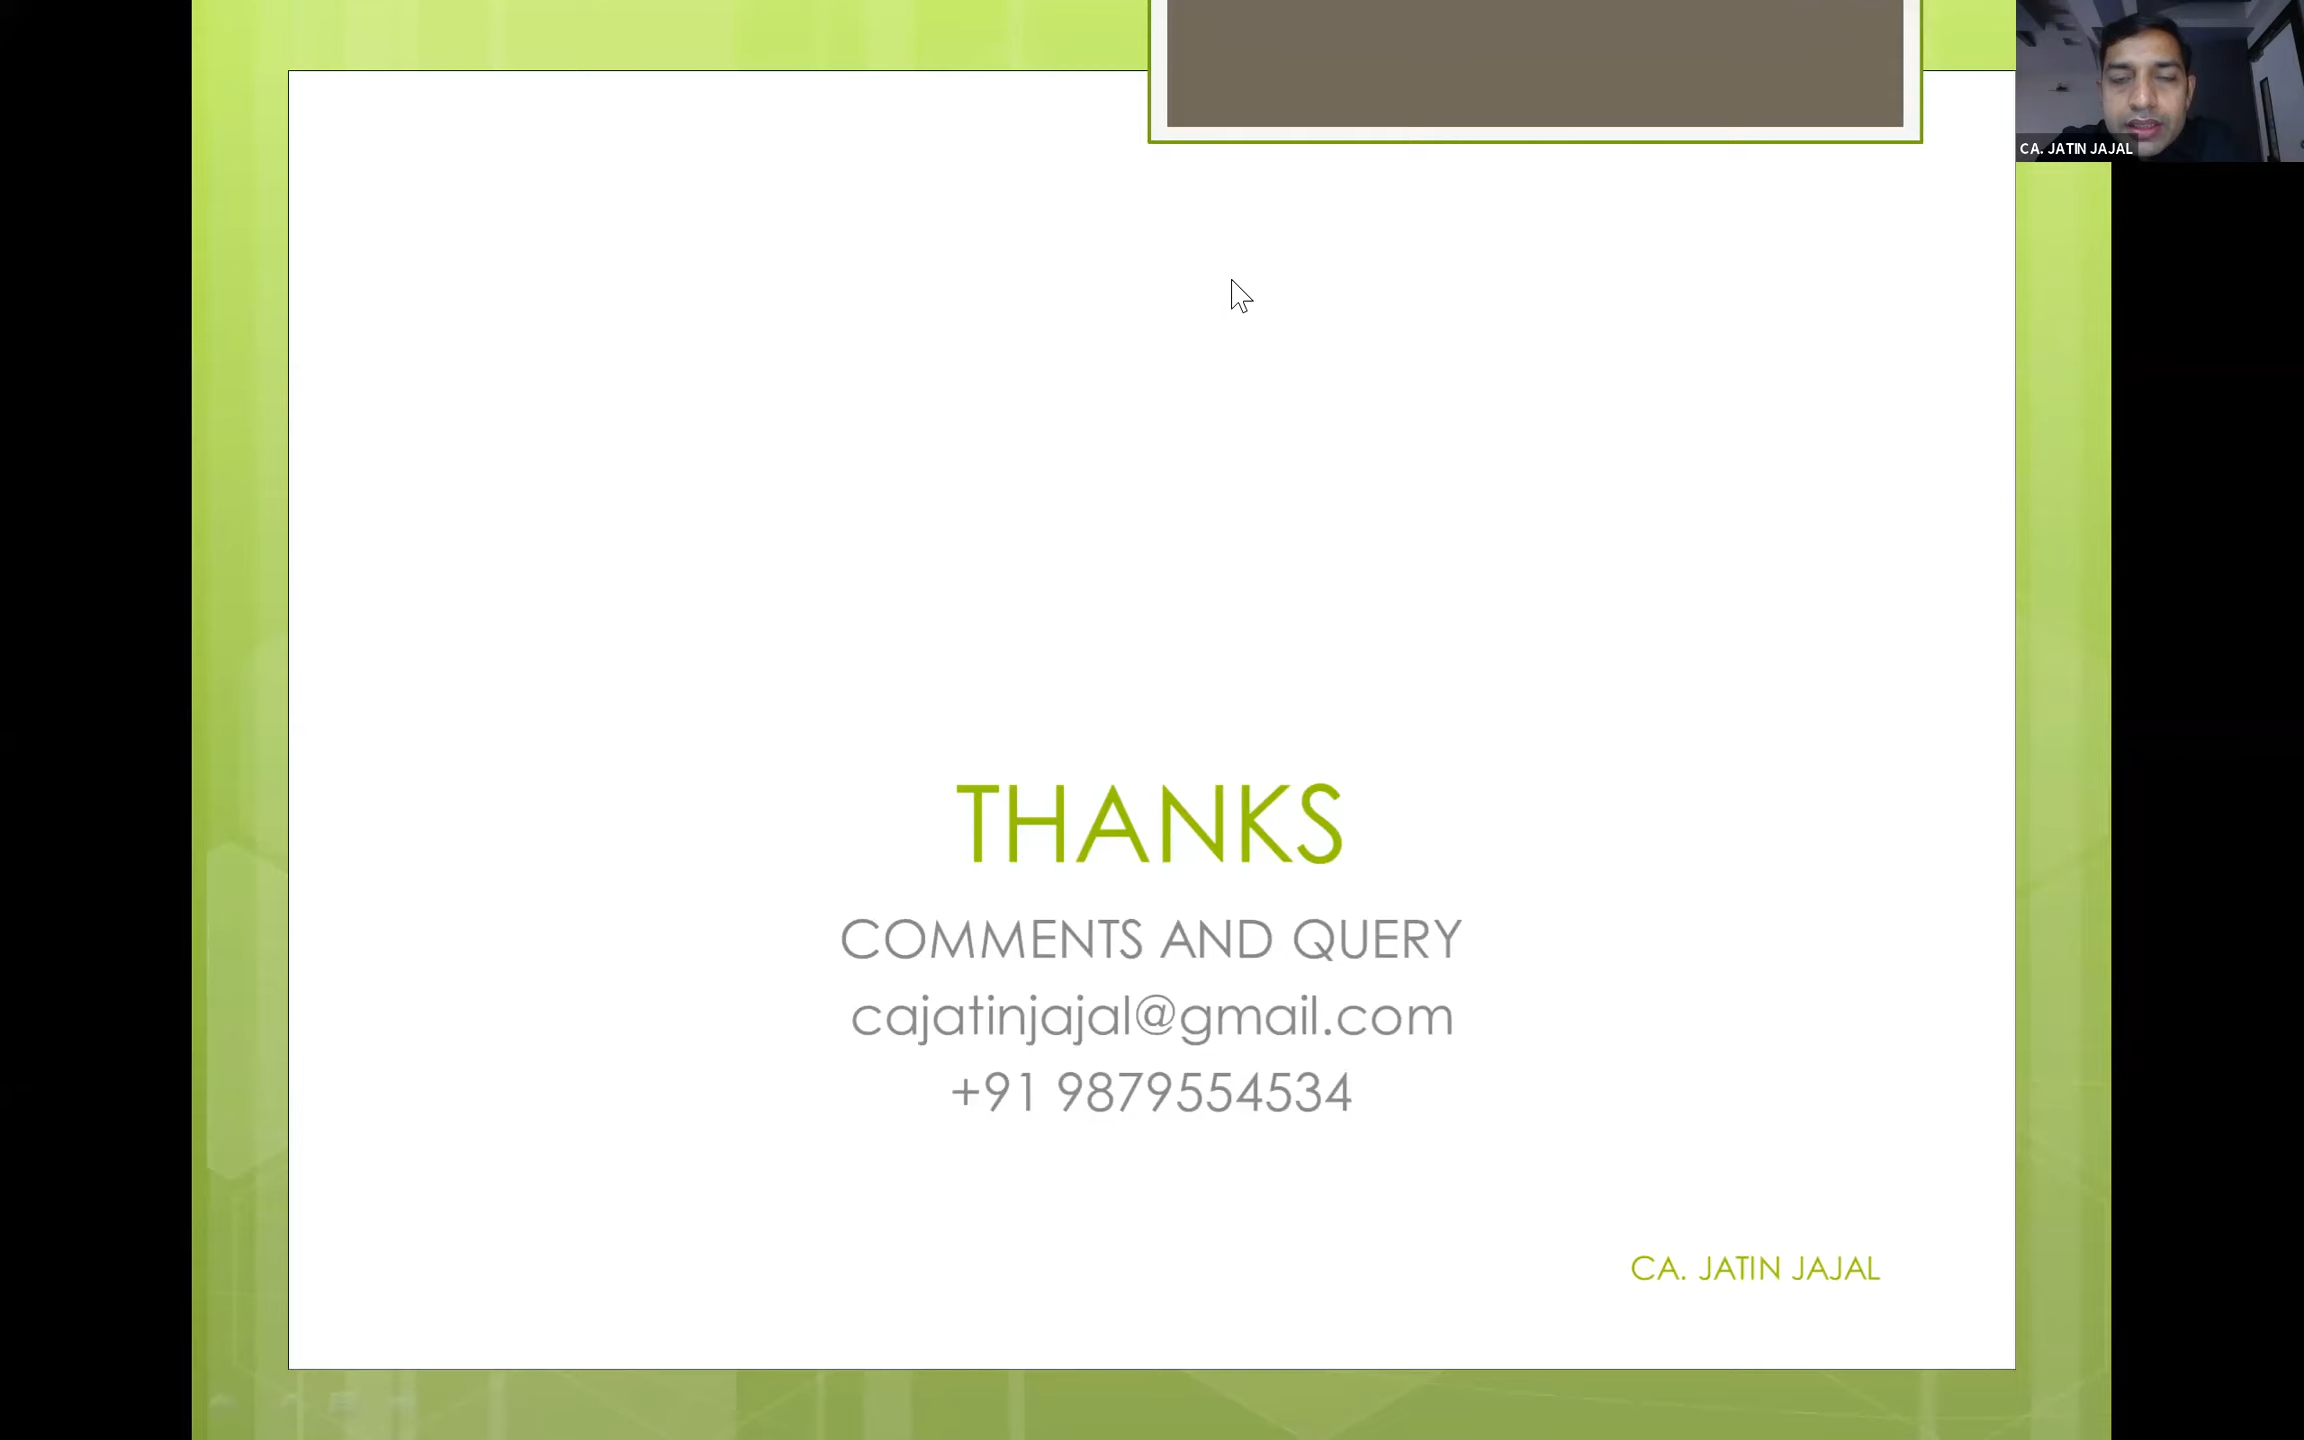 CA. JATIN JAJAL
THANKS
COMMENTS AND QUERY
cajatinjajal@gmail.com
+91 9879554534
CA. JATIN JAJAL